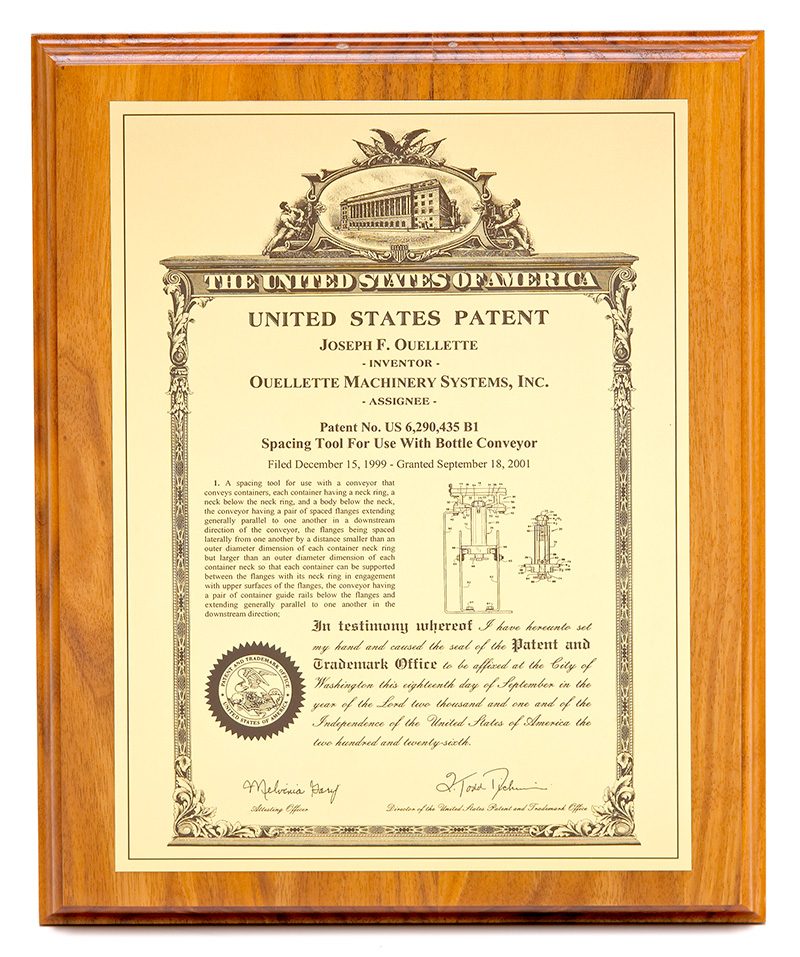 THE UNITED STATES OF AMERICA
UNITED STATES PATENT
JOSEPH F. OUELLETTE
- INVENTOR -
OUELLETTE MACHINERY SYSTEMS, INC.
- ASSIGNEE -
Patent No. US 6,290,435 B1
Spacing Tool For Use With Bottle Conveyor
Filed December 15, 1999 - Granted September 18, 2001
1. A spacing tool for use with a conveyor that
conveys containers, each container having a neck ring, a
neck below the neck ring, and a body below the neck,
the conveyor having a pair of spaced flanges extending
generally parallel to one another in a downstream
direction of the conveyor, the flanges being spaced
laterally from one another by a distance smaller than an
outer diameter dimension of each container neck ring
but larger than an outer diameter dimension of each
container neck so that each container can be supported
between the flanges with its neck ring in engagement
with upper surfaces of the flanges, the conveyor having
a pair of container guide rails below the flanges and
extending generally parallel to one another in the
downstream direction;
In testimony whereof I have hereunto set
my hand and caused the seal of the Patent and
Trademark Office to be affixed at the City of
Washington this eighteenth day of September in the
year of the Lord two thousand and one and of the
Independence of the United States of America the
two hundred and twenty-sixth.
PATENT AND TRADEMARK OFFICE
UNITED STATES OF AMERICA
Attesting Officer
Director of the United States Patent and Trademark Office